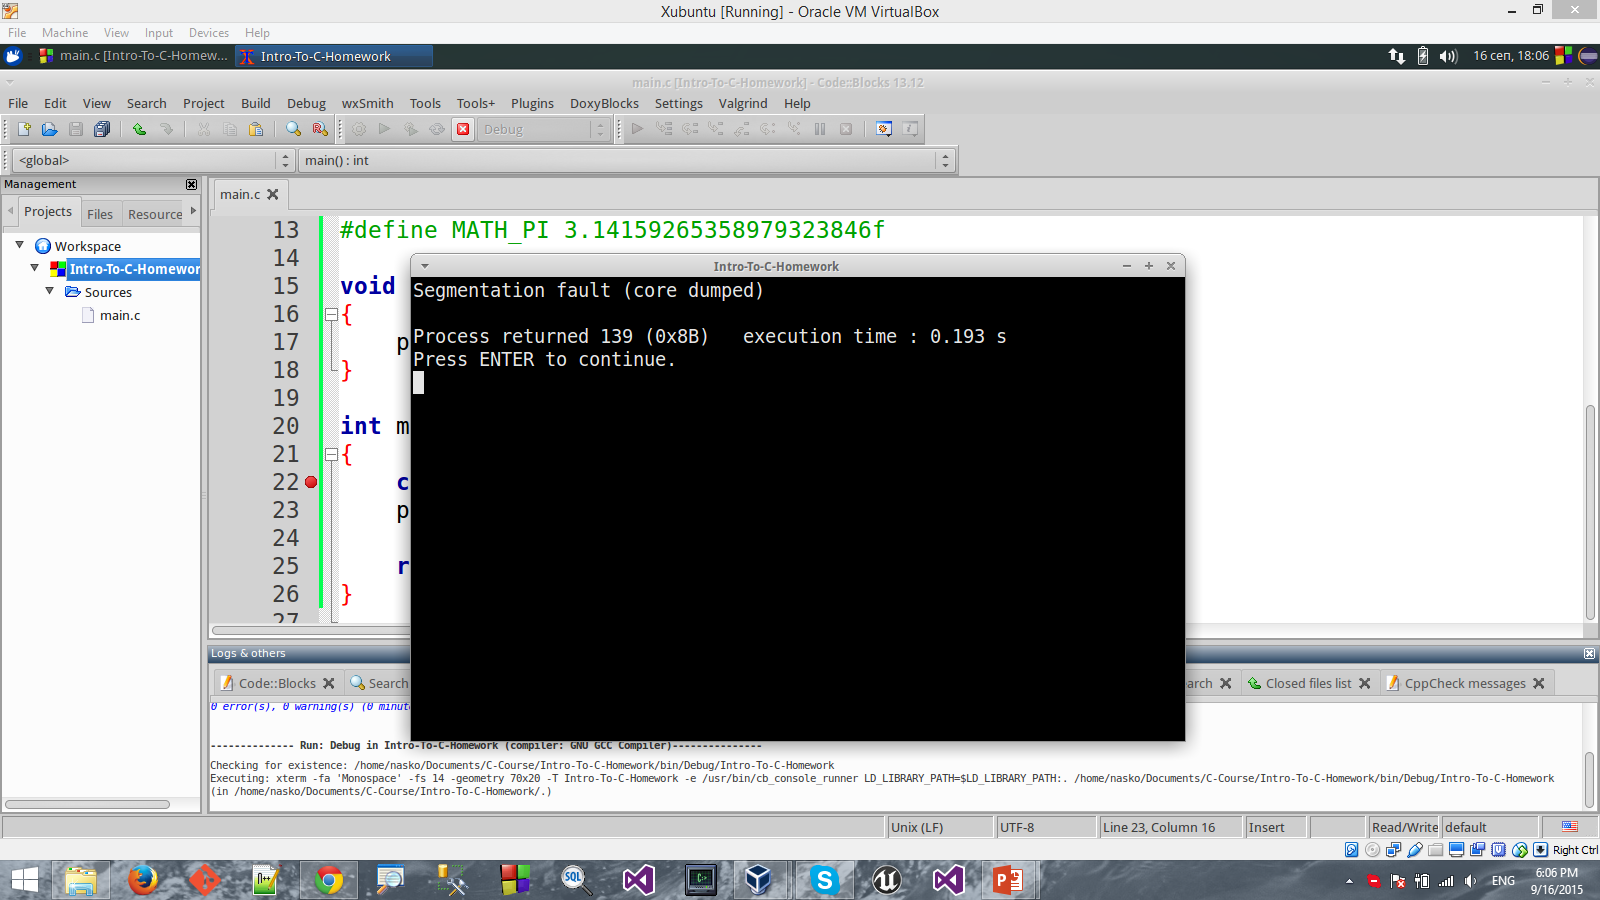 Xubuntu [Running] - Oracle VM VirtualBox
File Machine View Input Devices Help
main.c [Intro-To-C-Homew... Intro-To-C-Homework 16 сеп, 18:06
main.c [Intro-To-C-Homework] - Code::Blocks 13.12
File Edit View Search Project Build Debug wxSmith Tools Tools+ Plugins DoxyBlocks Settings Valgrind Help
Debug
<global> main() : int
Management
Projects Files Resource
main.c
Workspace
Intro-To-C-Homewor
Sources
main.c
13 #define MATH_PI 3.14159265358979323846f
14
15 void
16 {
17 p
18 }
19
20 int m
21 {
22 c
23 p
24
25 r
26 }
27
Intro-To-C-Homework
Segmentation fault (core dumped)
Process returned 139 (0x8B) execution time : 0.193 s
Press ENTER to continue.
Logs & others
Code::Blocks Search arch Closed files list CppCheck messages
0 error(s), 0 warning(s) (0 minute
-------------- Run: Debug in Intro-To-C-Homework (compiler: GNU GCC Compiler)---------------
Checking for existence: /home/nasko/Documents/C-Course/Intro-To-C-Homework/bin/Debug/Intro-To-C-Homework
Executing: xterm -fa 'Monospace' -fs 14 -geometry 70x20 -T Intro-To-C-Homework -e /usr/bin/cb_console_runner LD_LIBRARY_PATH=$LD_LIBRARY_PATH:. /home/nasko/Documents/C-Course/Intro-To-C-Homework/bin/Debug/Intro-To-C-Homework
(in /home/nasko/Documents/C-Course/Intro-To-C-Homework/.)
Unix (LF) UTF-8 Line 23, Column 16 Insert Read/Write default
Right Ctrl
ENG
6:06 PM
9/16/2015